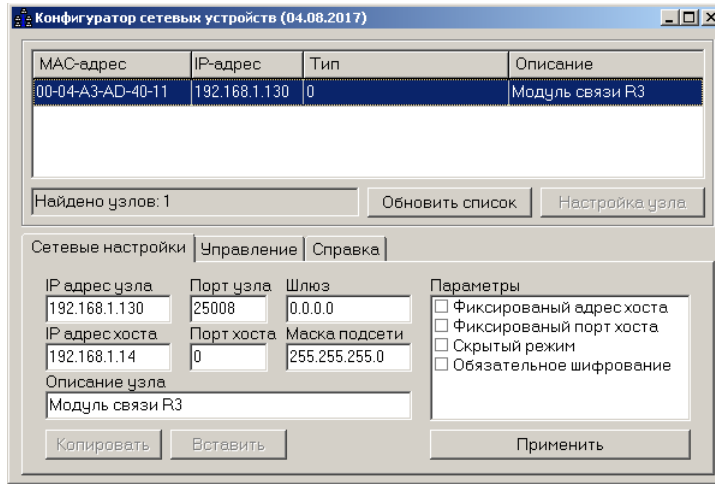 Конфигуратор сетевых устройств (04.08.2017)
MAC-адрес IP-адрес Тип Описание
00-04-A3-AD-40-11 192.168.1.130 0 Модуль связи R3
Найдено узлов: 1 Обновить список Настройка узла
Сетевые настройки Управление Справка
IP адрес узла Порт узла Шлюз Параметры
192.168.1.130 25008 0.0.0.0 Фиксированый адрес хоста
IP адрес хоста Порт хоста Маска подсети Фиксированый порт хоста
192.168.1.14 0 255.255.255.0 Скрытый режим
Обязательное шифрование
Описание узла
Модуль связи R3
Копировать Вставить Применить